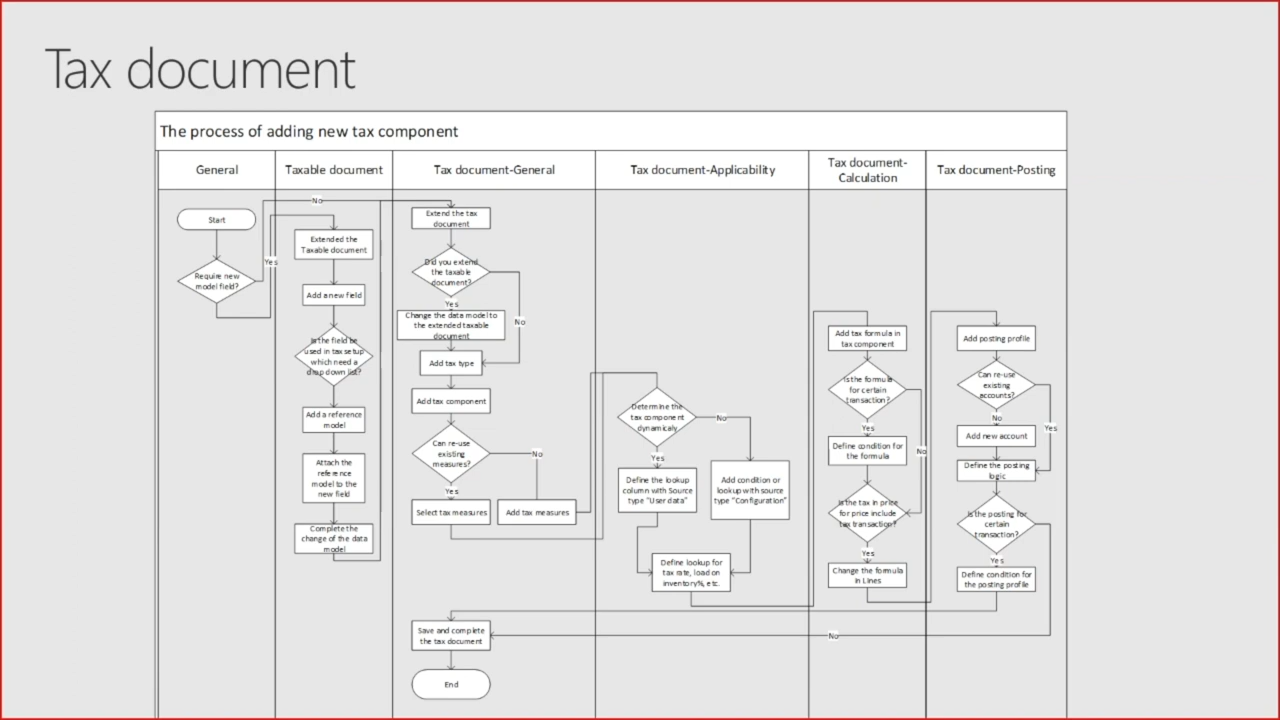 Tax document
The process of adding new tax component
General
Taxable document
Tax document-General
Tax document-Applicability
Tax document-
Calculation
Tax document-Posting
Start
Require new
model field?
Yes
No
Extended the
Taxable document
Add a new field
Is the field be
used in tax setup
which need a
drop down list?
Add a reference
model
Attach the
reference
model to the
new field
Complete the
change of the data
model
Extend the tax
document
Did you extend
the taxable
document?
Yes
No
Change the data model to
the extended taxable
document
Add tax type
Add tax component
Can re-use
existing
measures?
No
Yes
Select tax measures
Add tax measures
Save and complete
the tax document
End
Determine the
tax component
dynamicaly
No
Yes
Define the lookup
column with Source
type "User data"
Add condition or
lookup with source
type "Configuration"
Define lookup for
tax rate, load on
inventory%, etc.
Add tax formula in
tax component
Is the formula
for certain
transaction?
Yes
No
Define condition for
the formula
Is the tax in price
for price include
tax transaction?
Yes
Change the formula
in Lines
Add posting profile
Can re-use
existing
accounts?
No
Yes
Add new account
Define the posting
logic
Is the posting for
certain
transaction?
Yes
Define condition for
the posting profile
No